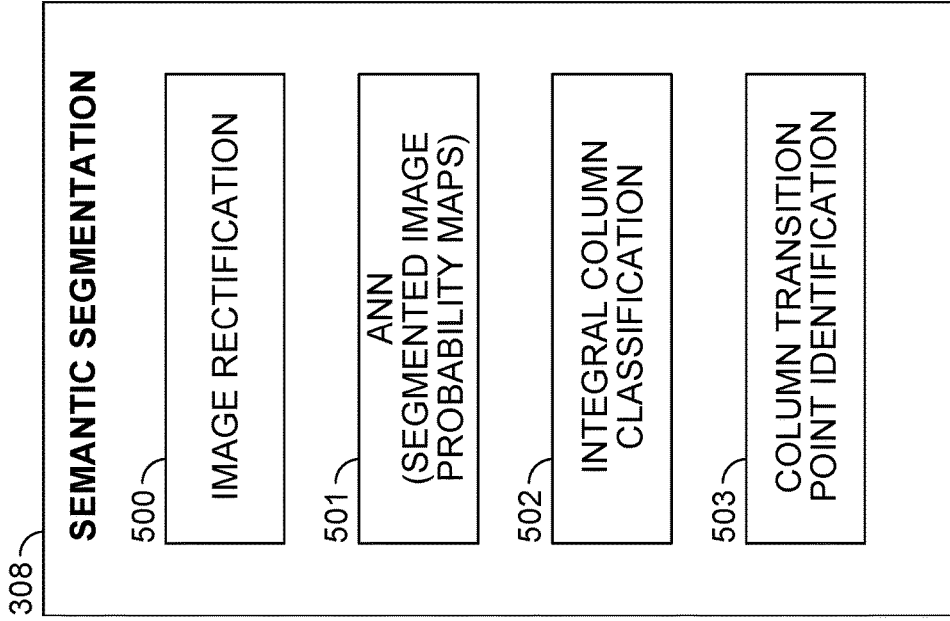 308
SEMANTIC SEGMENTATION
500
IMAGE RECTIFICATION
501
ANN
(SEGMENTED IMAGE
PROBABILITY MAPS)
502
INTEGRAL COLUMN
CLASSIFICATION
503
COLUMN TRANSITION
POINT IDENTIFICATION